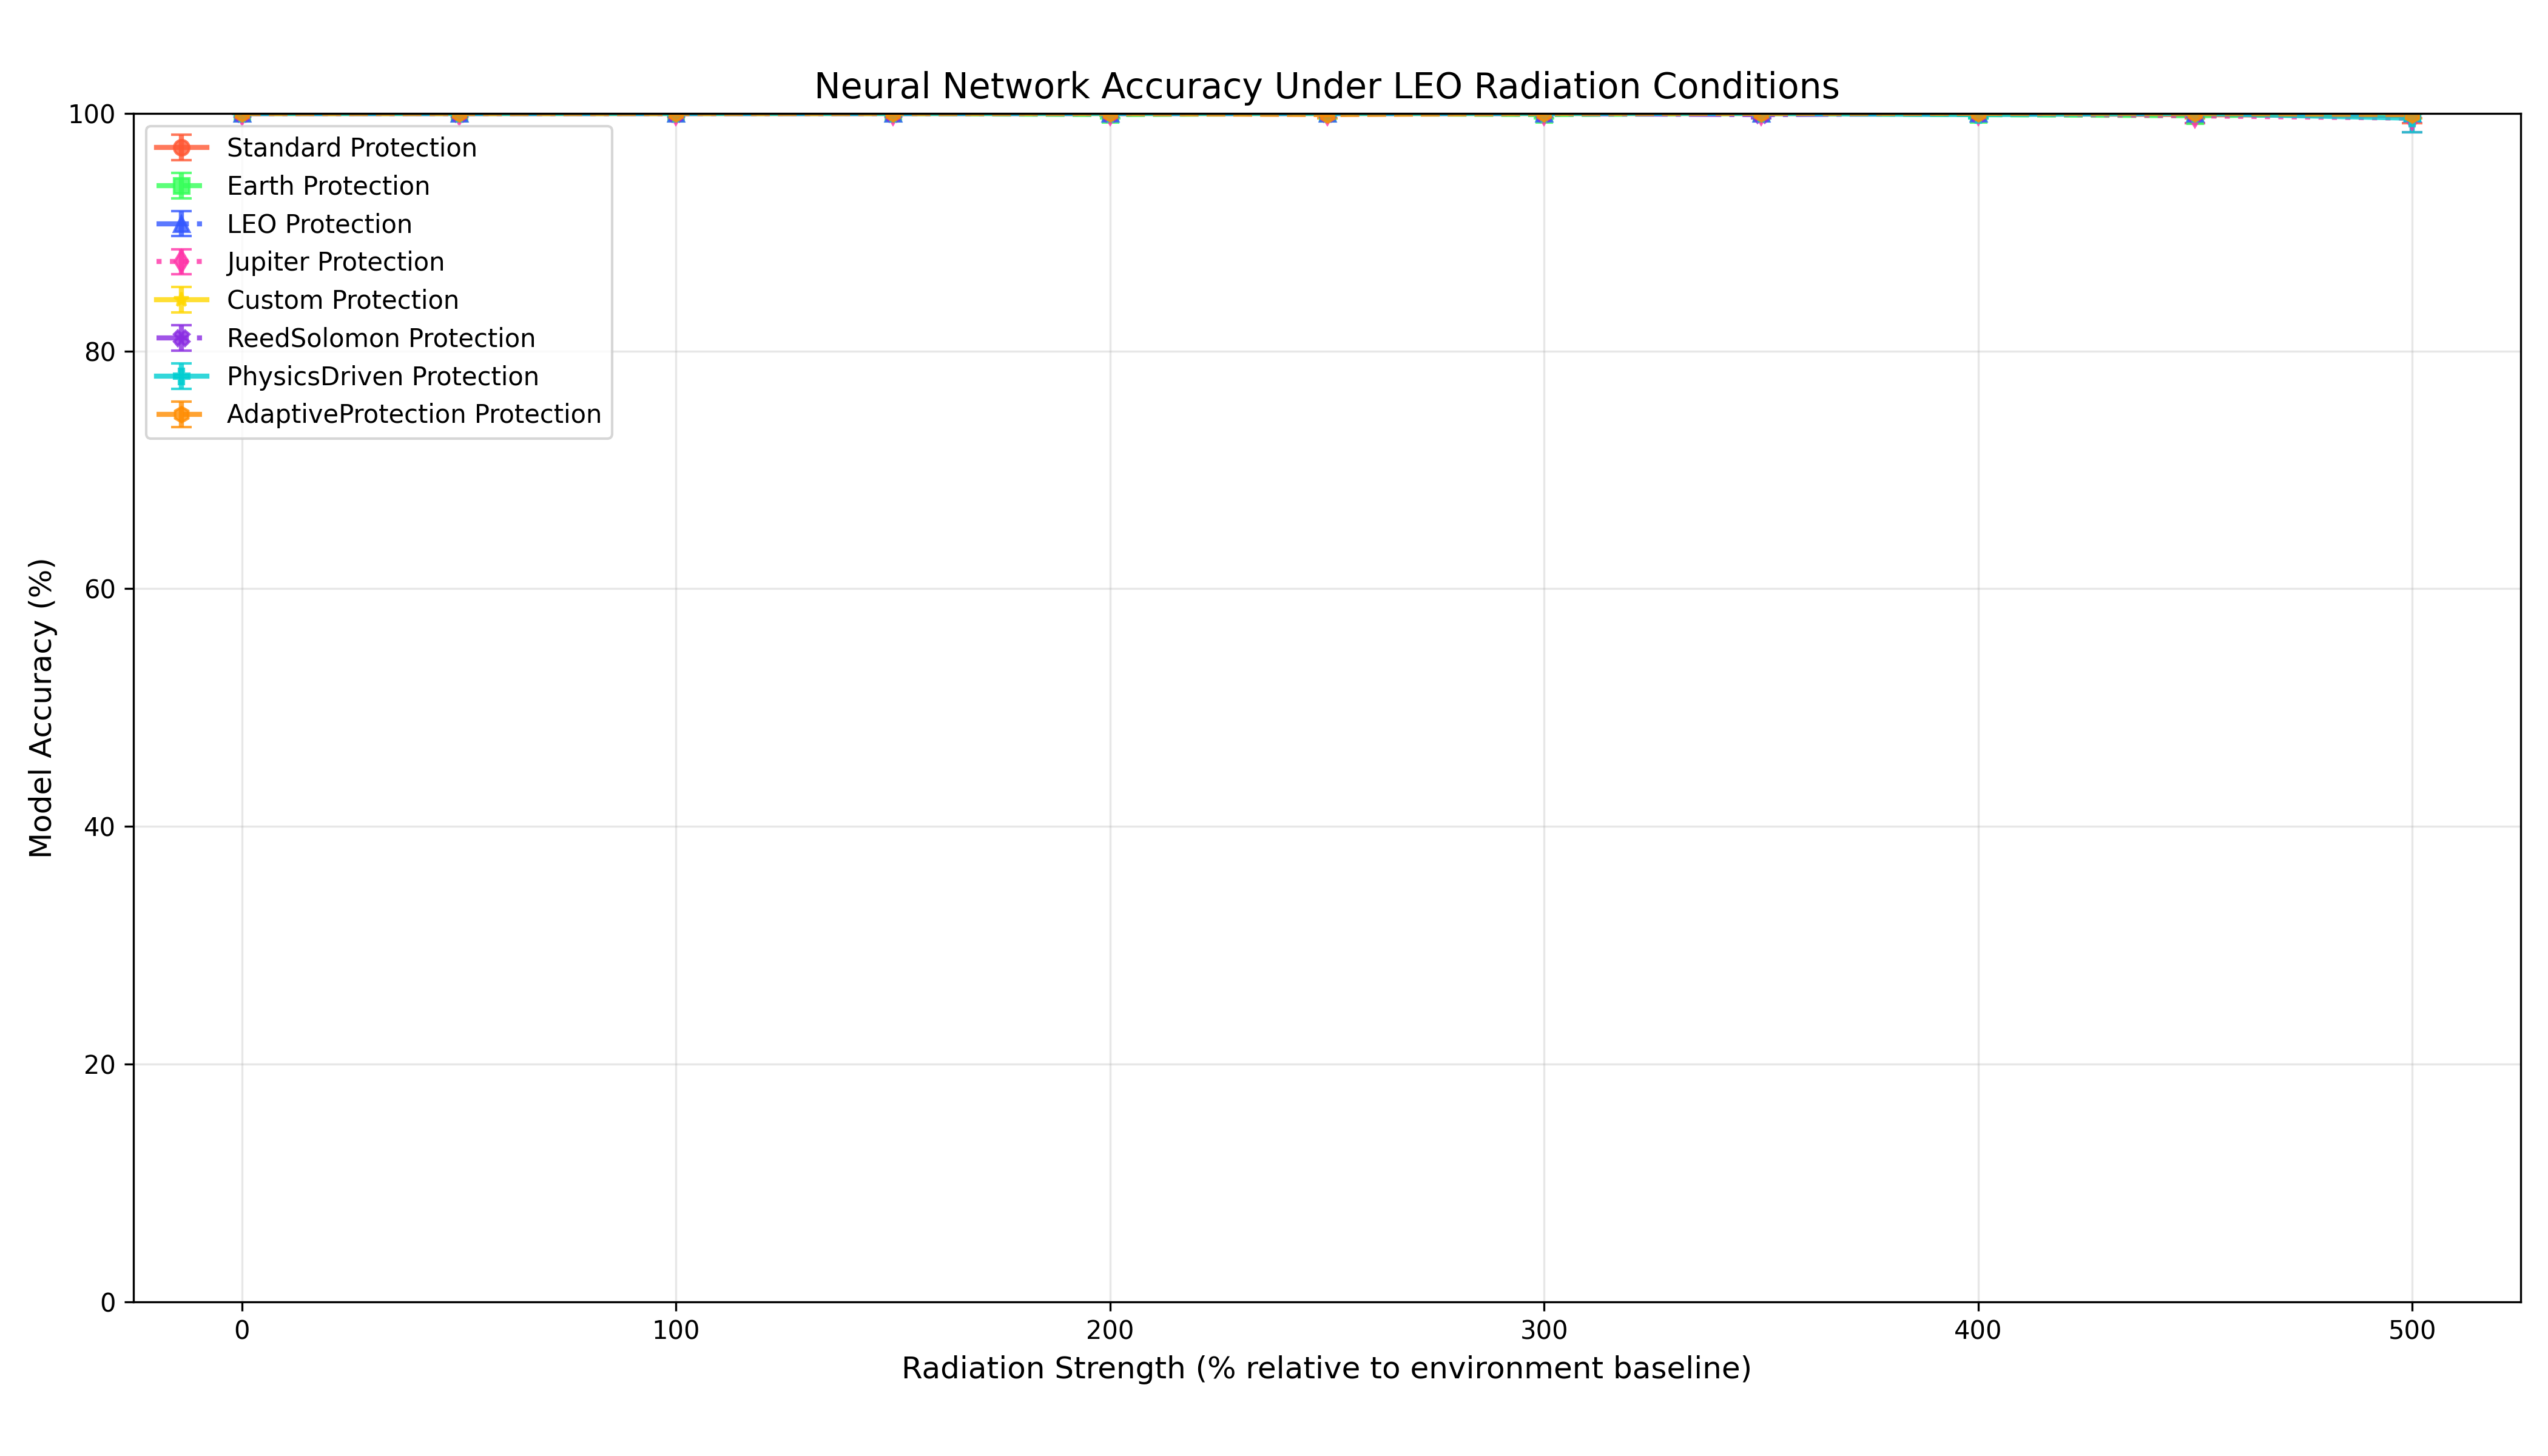 Neural Network Accuracy Under LEO Radiation Conditions
100
80
60
40
20
0
Model Accuracy (%)
Standard Protection
Earth Protection
LEO Protection
Jupiter Protection
Custom Protection
ReedSolomon Protection
PhysicsDriven Protection
AdaptiveProtection Protection
0 100 200 300 400 500
Radiation Strength (% relative to environment baseline)